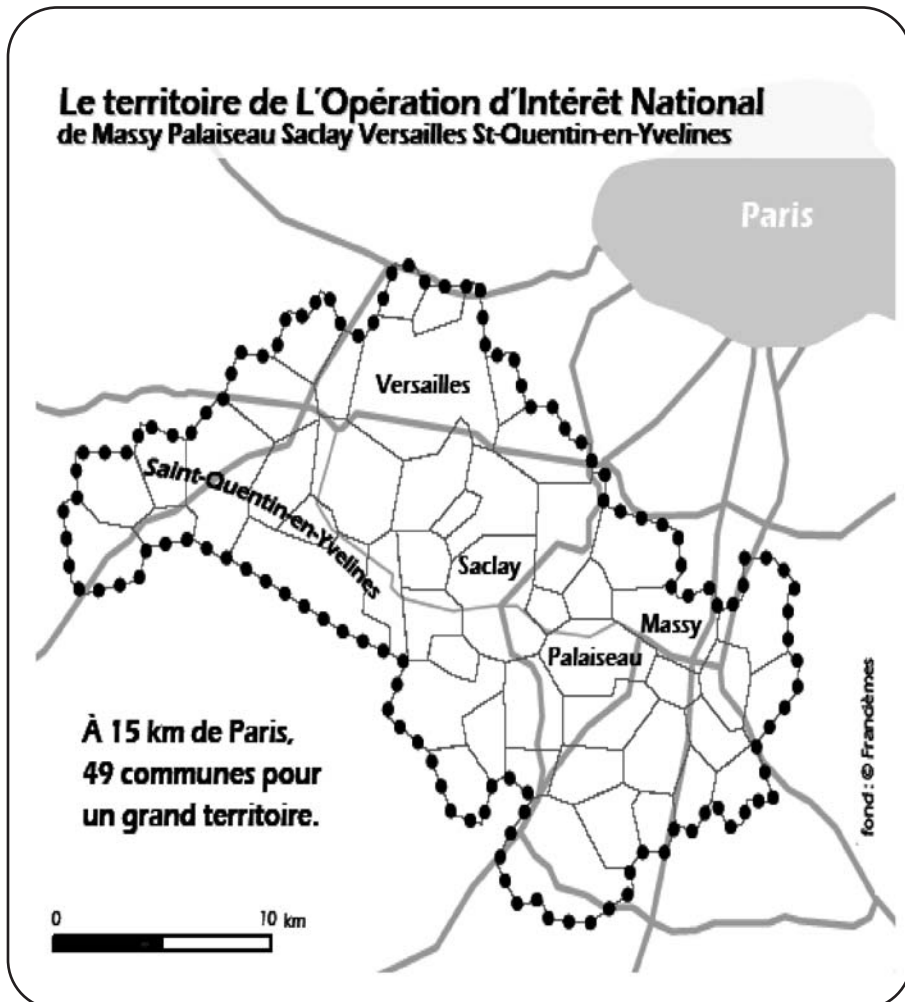 Le territoire de L'Opération d'Intérêt National
de Massy Palaiseau Saclay Versailles St-Quentin-en-Yvelines
Paris
Versailles
Saint-Quentin-en-Yvelines
Saclay
Massy
Palaiseau
À 15 km de Paris,
49 communes pour
un grand territoire.
0 10 km
fond : © Frandèmes